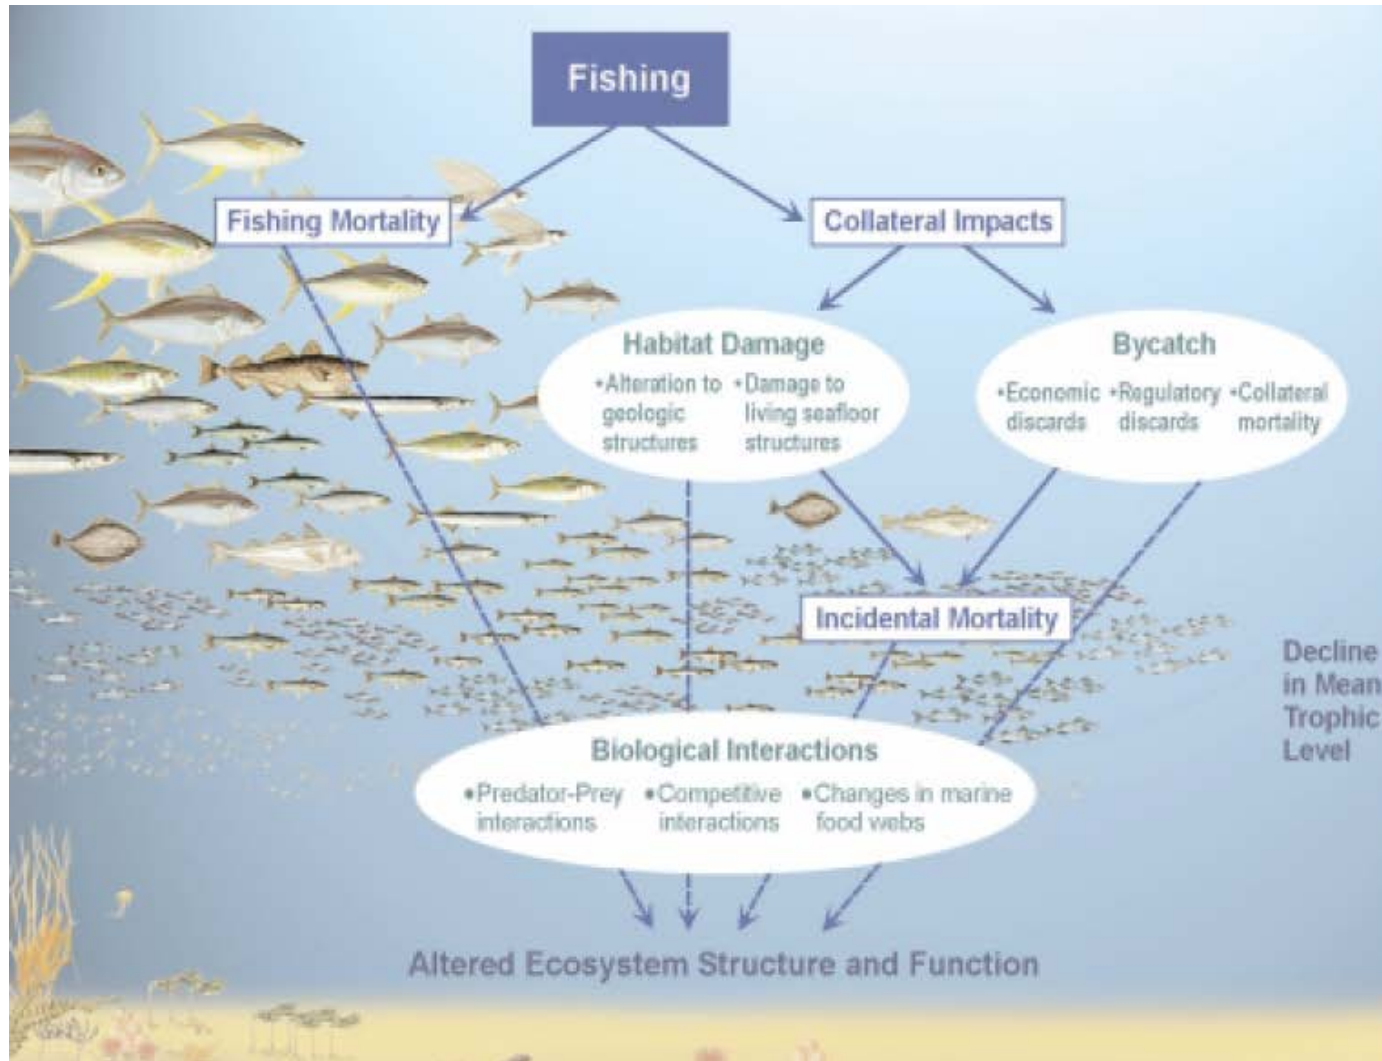 Fishing
Fishing Mortality
Collateral Impacts
Habitat Damage
•Alteration to
geologic
structures
•Damage to
living seafloor
structures
Bycatch
•Economic
discards
•Regulatory
discards
•Collateral
mortality
Incidental Mortality
Decline
in Mean
Trophic
Level
Biological Interactions
•Predator-Prey
interactions
•Competitive
interactions
•Changes in marine
food webs
Altered Ecosystem Structure and Function